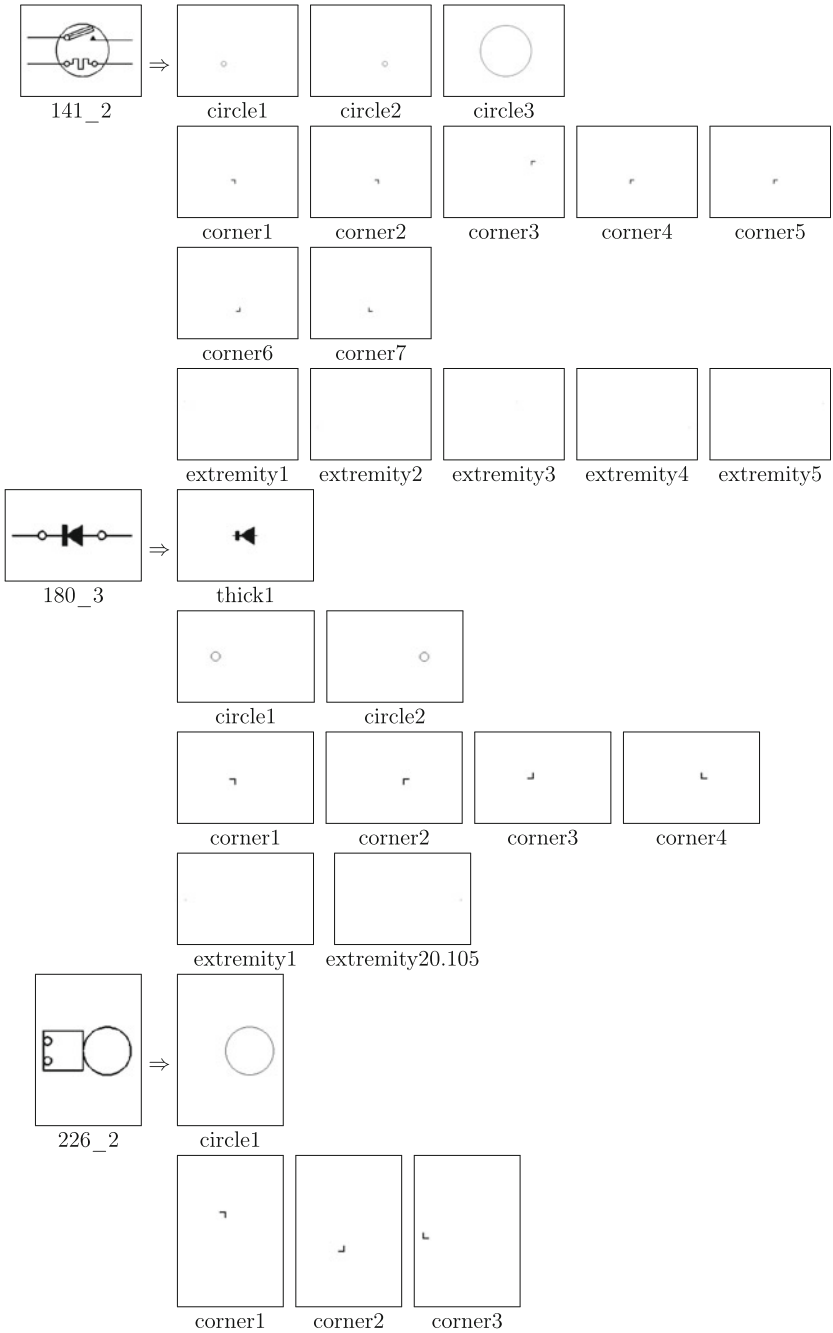 ⇒
141_2 circle1 circle2 circle3
corner1 corner2 corner3 corner4 corner5
corner6 corner7
extremity1 extremity2 extremity3 extremity4 extremity5
⇒
180_3 thick1
circle1 circle2
corner1 corner2 corner3 corner4
extremity1 extremity20.105
⇒
226_2 circle1
corner1 corner2 corner3